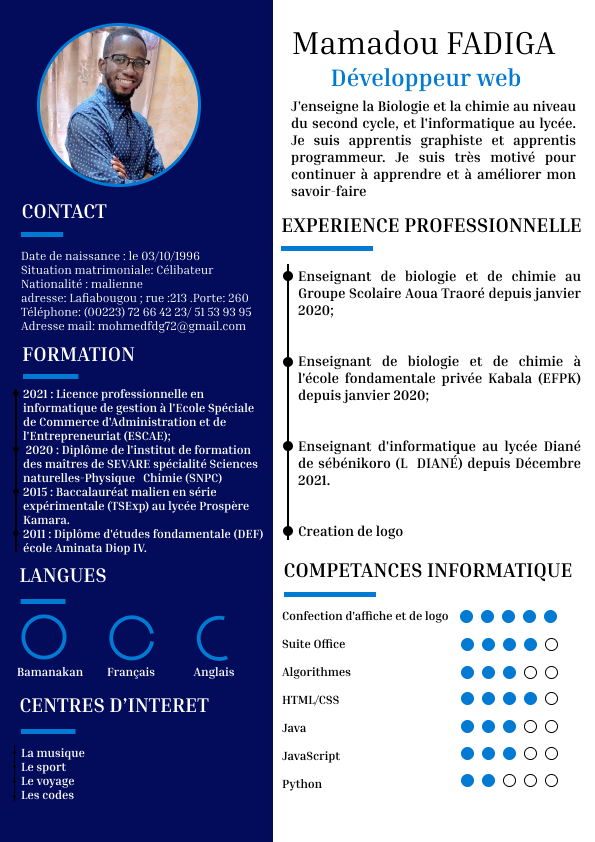 Mamadou FADIGA
Développeur web
J'enseigne la Biologie et la chimie au niveau
du second cycle, et l'informatique au lycée.
Je suis apprentis graphiste et apprentis
programmeur. Je suis très motivé pour
continuer à apprendre et à améliorer mon
savoir-faire
CONTACT
Date de naissance : le 03/10/1996
Situation matrimoniale: Célibateur
Nationalité : malienne
adresse: Lafiabougou ; rue :213 .Porte: 260
Téléphone: (00223) 72 66 42 23/ 51 53 93 95
Adresse mail: mohmedfdg72@gmail.com
FORMATION
2021 : Licence professionnelle en
informatique de gestion à l'Ecole Spéciale
de Commerce d'Administration et de
l'Entrepreneuriat (ESCAE);
2020 : Diplôme de l'institut de formation
des maitres de SEVARE spécialité Sciences
naturelles-Physique Chimie (SNPC)
2015 : Baccalauréat malien en série
expérimentale (TSExp) au lycée Prospère
Kamara.
2011 : Diplôme d'études fondamentale (DEF)
école Aminata Diop IV.
LANGUES
Bamanakan Français Anglais
CENTRES D'INTERET
La musique
Le sport
Le voyage
Les codes
EXPERIENCE PROFESSIONNELLE
Enseignant de biologie et de chimie au
Groupe Scolaire Aoua Traoré depuis janvier
2020;
Enseignant de biologie et de chimie à
l'école fondamentale privée Kabala (EFPK)
depuis janvier 2020;
Enseignant d'informatique au lycée Diané
de sébénikoro (L DIANÉ) depuis Décembre
2021.
Creation de logo
COMPETANCES INFORMATIQUE
Confection d'affiche et de logo
Suite Office
Algorithmes
HTML/CSS
Java
JavaScript
Python